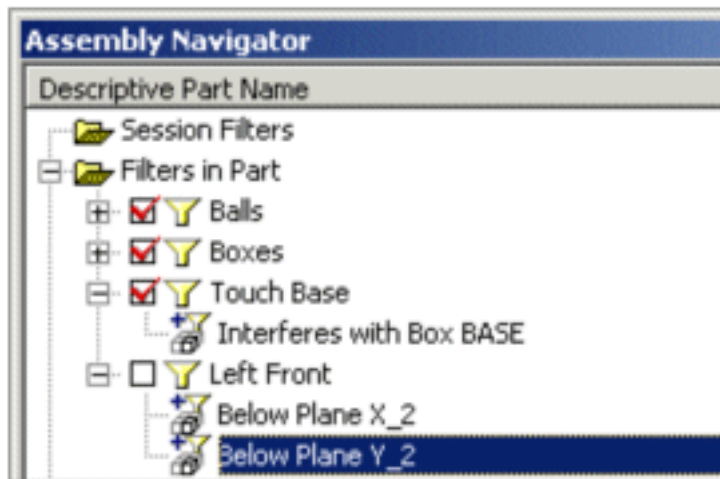 Assembly Navigator
Descriptive Part Name
Session Filters
Filters in Part
Balls
Boxes
Touch Base
Interferes with Box BASE
Left Front
Below Plane X_2
Below Plane Y_2